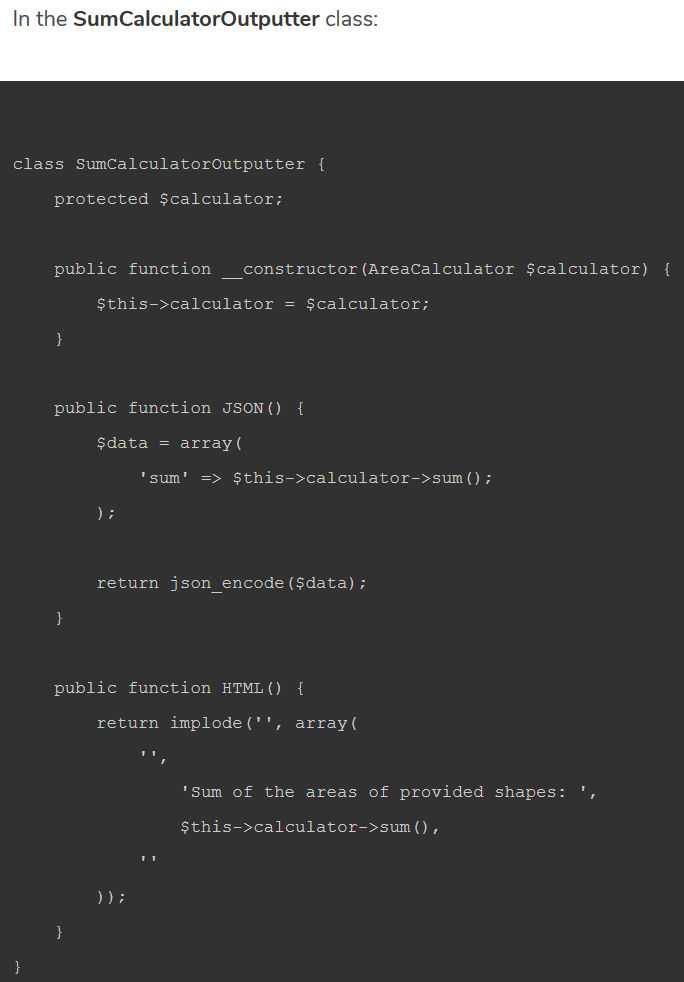 In the SumCalculatorOutputter class:
class SumCalculatorOutputter {
    protected $calculator;
    public function __constructor(AreaCalculator $calculator) {
        $this->calculator = $calculator;
    }
    public function JSON() {
        $data = array(
            'sum' => $this->calculator->sum();
        );
        return json_encode($data);
    }
    public function HTML() {
        return implode('', array(
            '',
                'Sum of the areas of provided shapes: ',
                $this->calculator->sum(),
            ''
        ));
    }
}